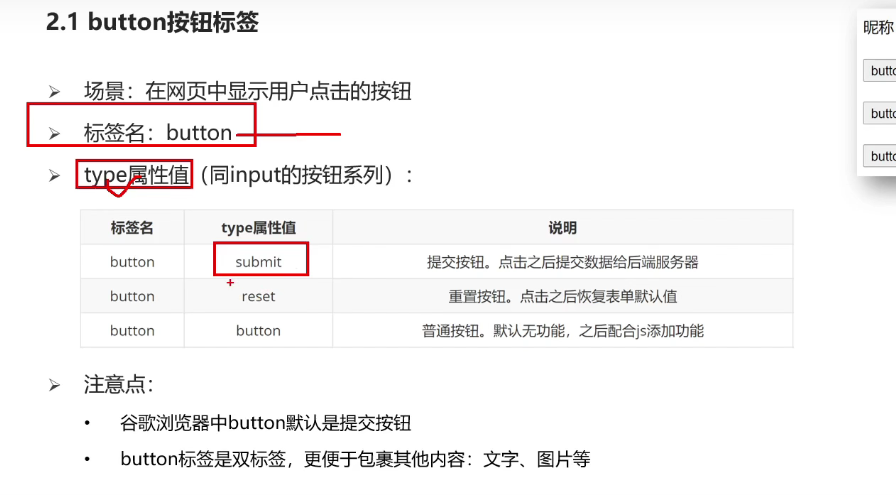 2.1 button按钮标签
场景：在网页中显示用户点击的按钮
标签名：button
type属性值（同input的按钮系列）：
标签名 type属性值 说明
button submit 提交按钮。点击之后提交数据给后端服务器
button reset 重置按钮。点击之后恢复表单默认值
button button 普通按钮。默认无功能，之后配合js添加功能
注意点：
谷歌浏览器中button默认是提交按钮
button标签是双标签，更便于包裹其他内容：文字、图片等
昵称